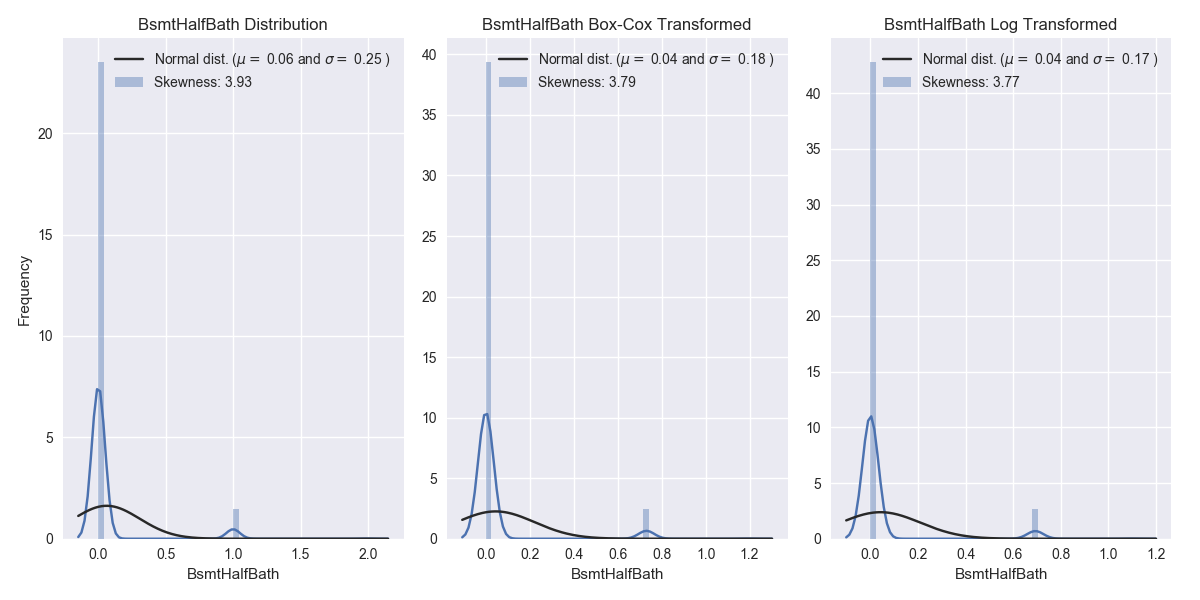 BsmtHalfBath Distribution
Normal dist. (μ = 0.06 and σ = 0.25 )
Skewness: 3.93
Frequency
20
15
10
5
0
0.0 0.5 1.0 1.5 2.0
BsmtHalfBath
BsmtHalfBath Box-Cox Transformed
Normal dist. (μ = 0.04 and σ = 0.18 )
Skewness: 3.79
40
35
30
25
20
15
10
5
0
0.0 0.2 0.4 0.6 0.8 1.0 1.2
BsmtHalfBath
BsmtHalfBath Log Transformed
Normal dist. (μ = 0.04 and σ = 0.17 )
Skewness: 3.77
40
35
30
25
20
15
10
5
0
0.0 0.2 0.4 0.6 0.8 1.0 1.2
BsmtHalfBath